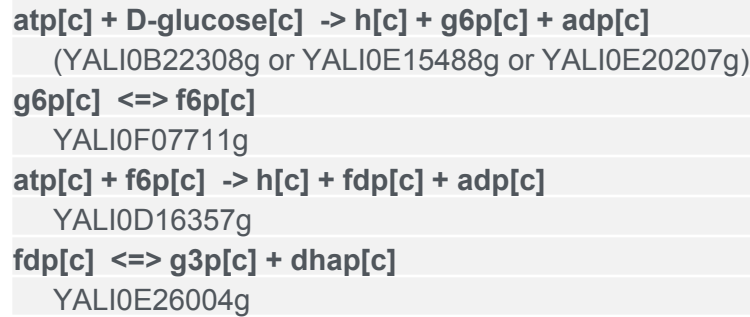 atp[c] + D-glucose[c]  -> h[c] + g6p[c] + adp[c]
(YALI0B22308g or YALI0E15488g or YALI0E20207g)
g6p[c]  <=> f6p[c]
YALI0F07711g
atp[c] + f6p[c]  -> h[c] + fdp[c] + adp[c]
YALI0D16357g
fdp[c]  <=> g3p[c] + dhap[c]
YALI0E26004g